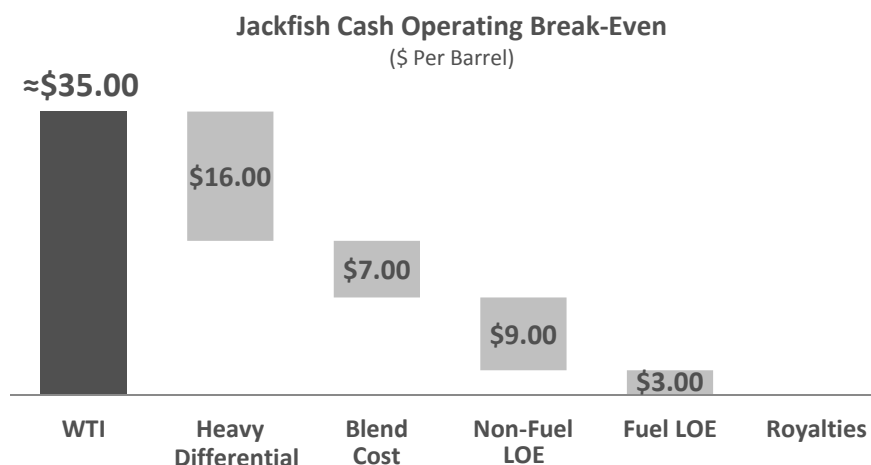 Jackfish Cash Operating Break-Even
($ Per Barrel)
≈$35.00
$16.00
$7.00
$9.00
$3.00
WTI
Heavy
Differential
Blend
Cost
Non-Fuel
LOE
Fuel LOE
Royalties